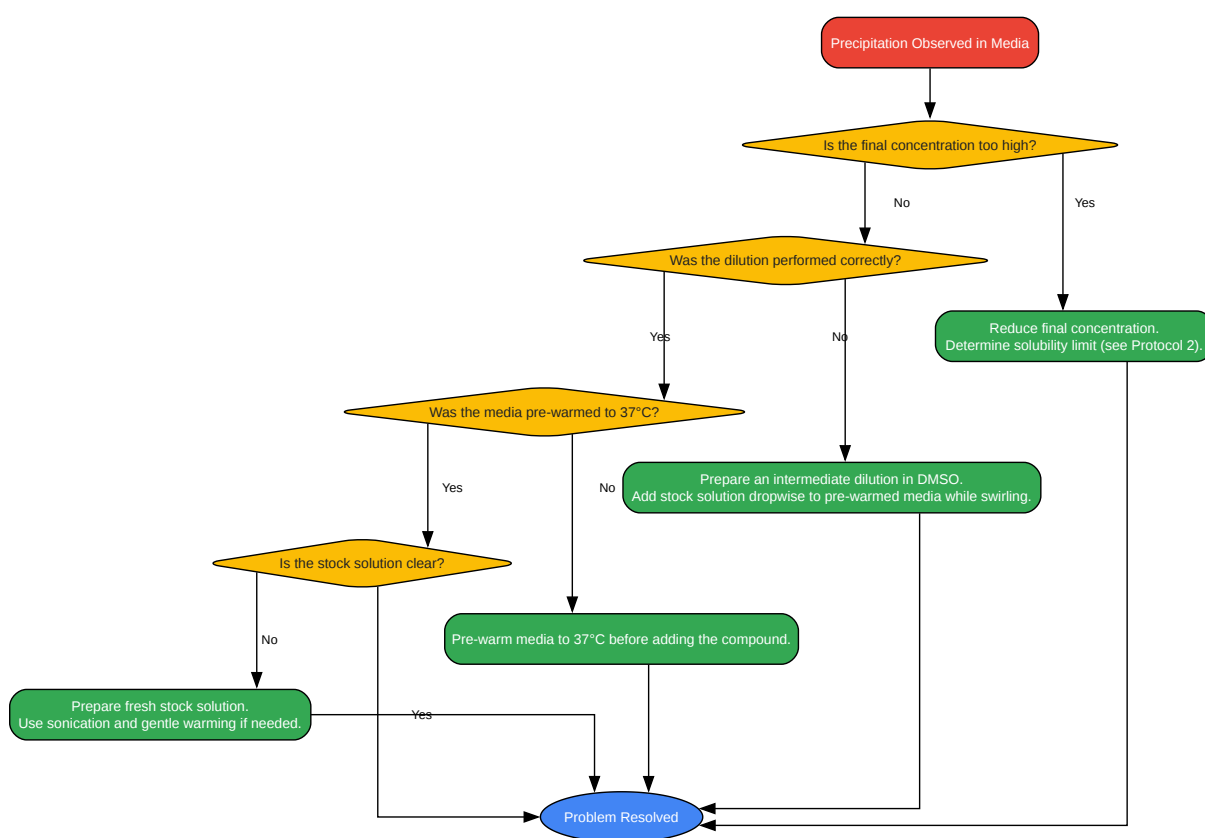 Precipitation Observed in Media
Is the final concentration too high?
No
Yes
Was the dilution performed correctly?
Reduce final concentration.
Determine solubility limit (see Protocol 2).
Yes
No
Was the media pre-warmed to 37°C?
Prepare an intermediate dilution in DMSO.
Add stock solution dropwise to pre-warmed media while swirling.
Yes
No
Is the stock solution clear?
Pre-warm media to 37°C before adding the compound.
No
Prepare fresh stock solution.
Use sonication and gentle warming if needed.
Yes
Problem Resolved